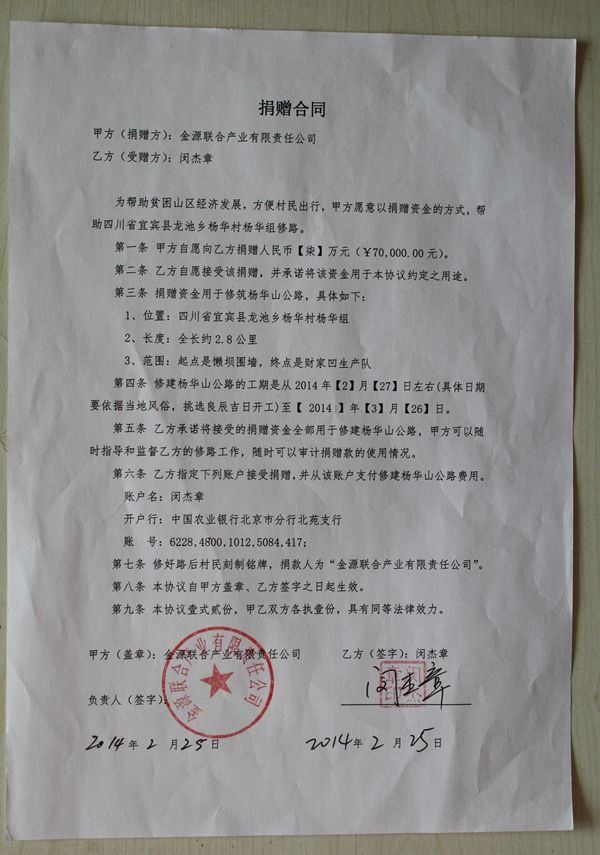 捐赠合同
甲方（捐赠方）：金源联合产业有限责任公司
乙方（受赠方）：闵杰章
为帮助贫困山区经济发展，方便村民出行，甲方愿意以捐赠资金的方式，帮
助四川省宜宾县龙池乡杨华村杨华组修路。
第一条 甲方自愿向乙方捐赠人民币【柒】万元（￥70,000.00元）。
第二条 乙方自愿接受该捐赠，并承诺将该资金用于本协议约定之用途。
第三条 捐赠资金用于修筑杨华山公路，具体如下：
1、位置：四川省宜宾县龙池乡杨华村杨华组
2、长度：全长约2.8公里
3、范围：起点是懒坝围墙，终点是财家凹生产队
第四条 修建杨华山公路的工期是从2014年【2】月【27】日左右(具体日期
要依据当地风俗，挑选良辰吉日开工)至【 2014 】年【3】月【26】日。
第五条 乙方承诺将接受的捐赠资金全部用于修建杨华山公路，甲方可以随
时指导和监督乙方的修路工作，随时可以审计捐赠款的使用情况。
第六条 乙方指定下列账户接受捐赠，并从该账户支付修建杨华山公路费用。
账户名：闵杰章
开户行：中国农业银行北京市分行北苑支行
账 号：6228,4800,1012,5084,417;
第七条 修好路后村民刻制铭牌，捐款人为“金源联合产业有限责任公司”。
第八条 本协议自甲方盖章、乙方签字之日起生效。
第九条 本协议壹式贰份，甲乙双方各执壹份，具有同等法律效力。
甲方（盖章）：金源联合产业有限责任公司 乙方（签字）：闵杰章
金源联合产业有限责任公司
负责人（签字）： 闵杰章
2014年 2 月 25日 2014年 2 月 25日